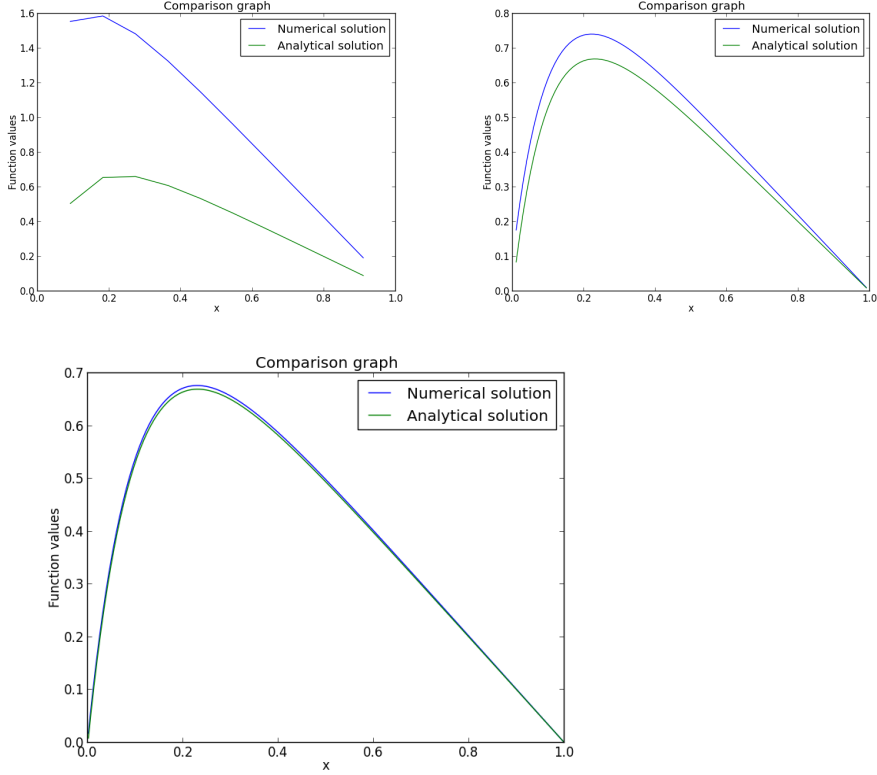 Comparison graph
Numerical solution
Analytical solution
Function values
1.6
1.4
1.2
1.0
0.8
0.6
0.4
0.2
0.0
0.0 0.2 0.4 0.6 0.8 1.0
x
Comparison graph
Numerical solution
Analytical solution
Function values
0.8
0.7
0.6
0.5
0.4
0.3
0.2
0.1
0.0
0.0 0.2 0.4 0.6 0.8 1.0
x
Comparison graph
Numerical solution
Analytical solution
Function values
0.7
0.6
0.5
0.4
0.3
0.2
0.1
0.0
0.0 0.2 0.4 0.6 0.8 1.0
x